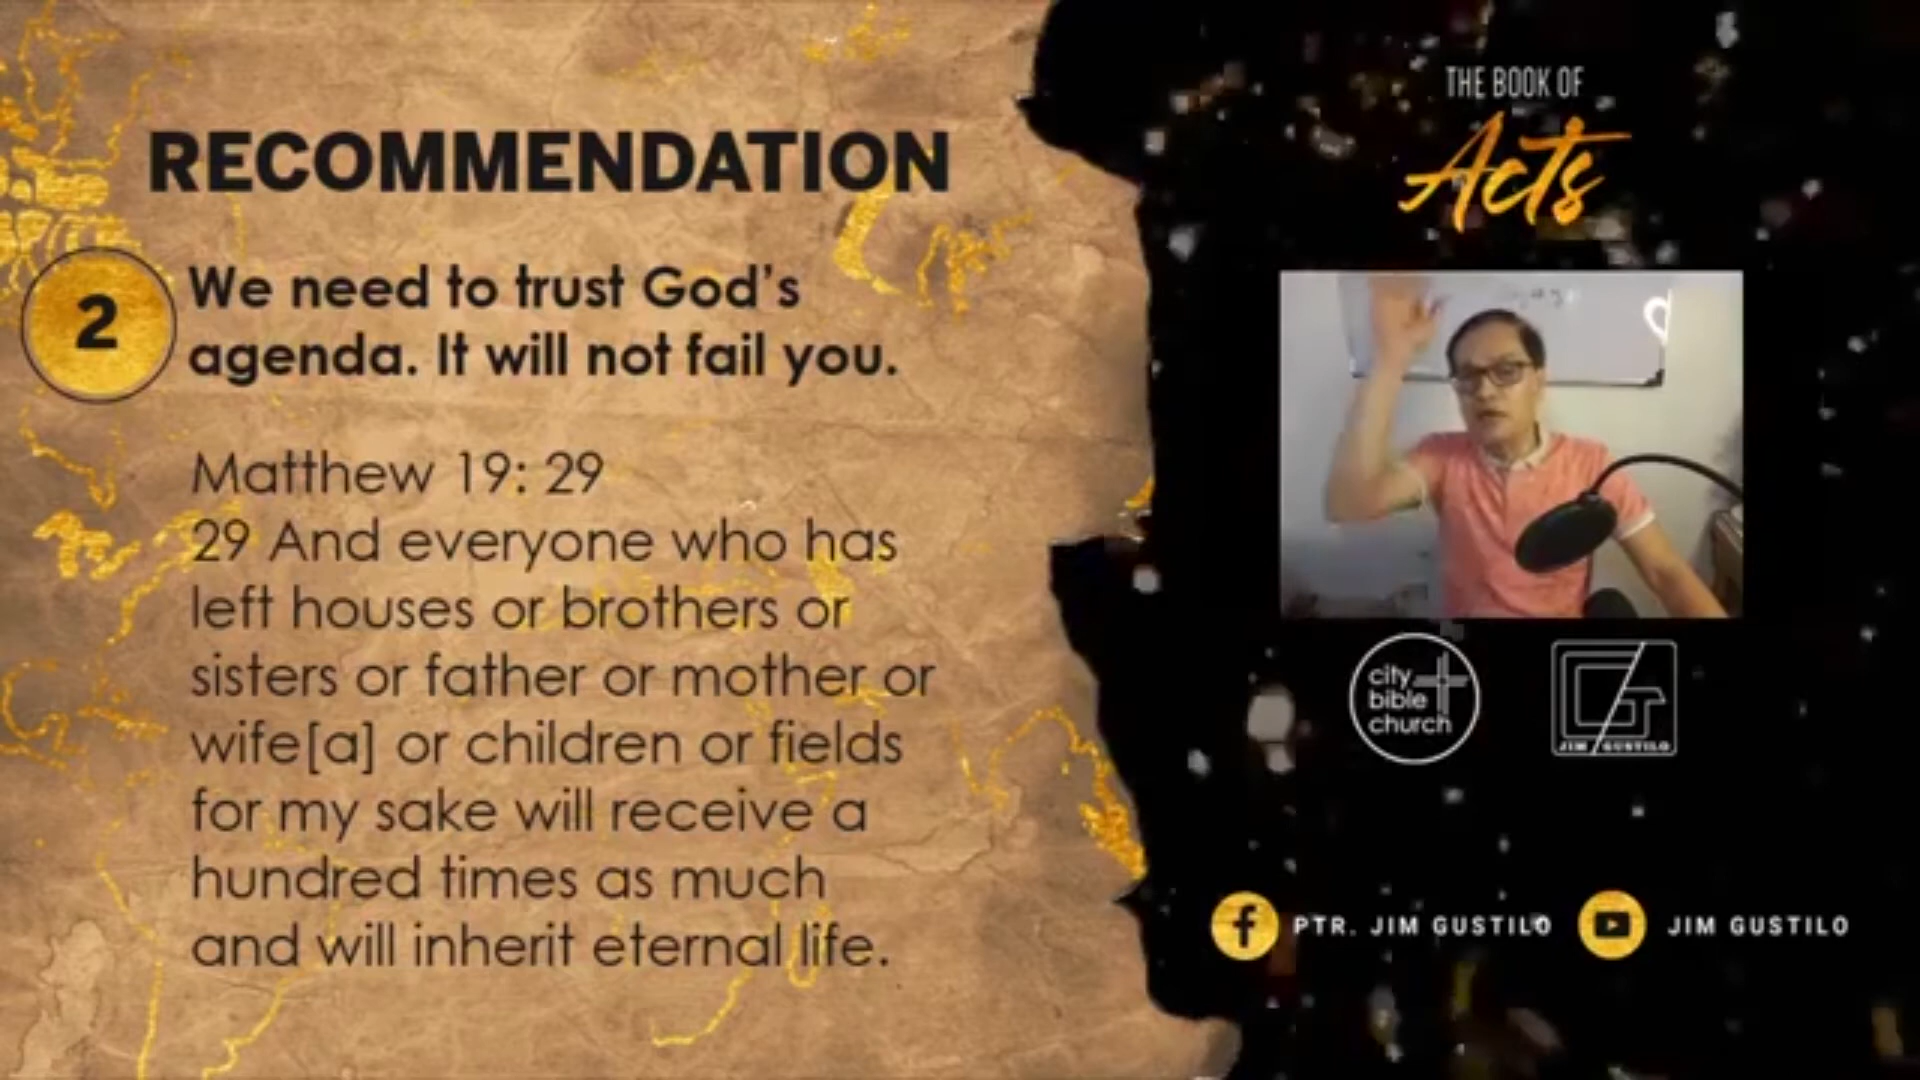 RECOMMENDATION
2
We need to trust God's
agenda. It will not fail you.
Matthew 19: 29
29 And everyone who has
left houses or brothers or
sisters or father or mother or
wife[a] or children or fields
for my sake will receive a
hundred times as much
and will inherit eternal life.
THE BOOK OF
Acts
city
bible
church
JIM GUSTILO
PTR. JIM GUSTILO
JIM GUSTILO